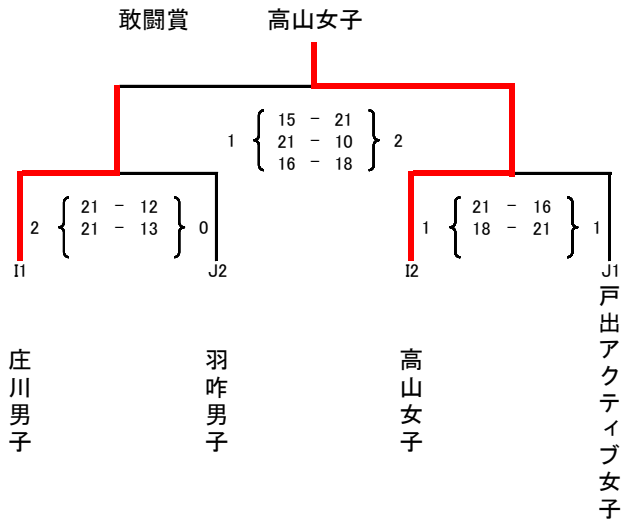 敢闘賞 高山女子
15 - 21
1 { 21 - 10 } 2
16 - 18
21 - 12 21 - 16
2 { 21 - 13 } 0 1 { 18 - 21 } 1
I1 J2 I2 J1
庄川男子
羽咋男子
高山女子
戸出アクティブ女子